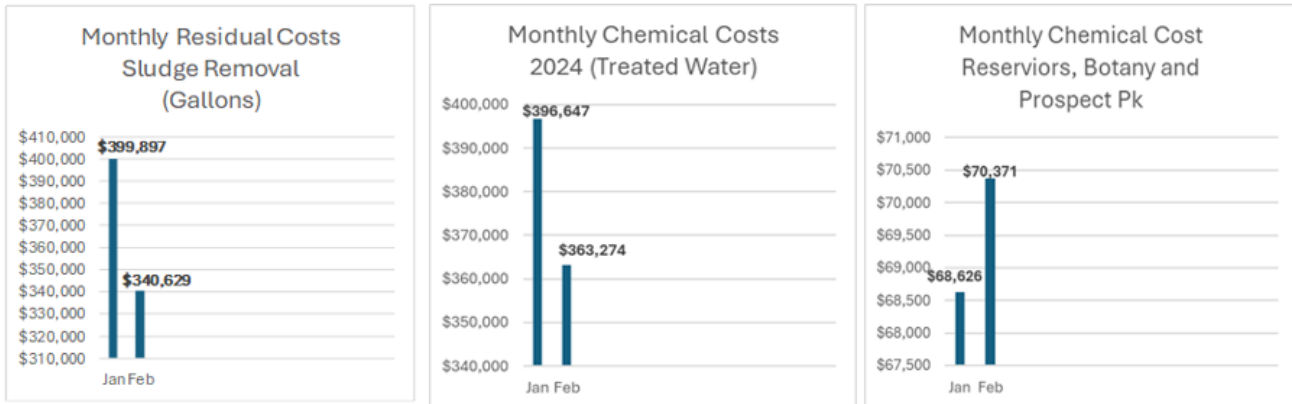 Monthly Residual Costs
Sludge Removal
(Gallons)
$410,000
$399,897
$400,000
$390,000
$380,000
$370,000
$360,000
$350,000
$340,629
$340,000
$330,000
$320,000
$310,000
Jan Feb
Monthly Chemical Costs
2024 (Treated Water)
$400,000
$396,647
$390,000
$380,000
$370,000
$363,274
$360,000
$350,000
$340,000
Jan Feb
Monthly Chemical Cost
Reserviors, Botany and
Prospect Pk
$71,000
$70,500
$70,371
$70,000
$69,500
$69,000
$68,626
$68,500
$68,000
$67,500
Jan Feb